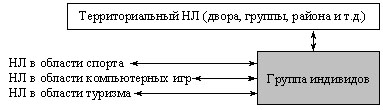 Территориальный НЛ (двора, группы, района и т.д.)
НЛ в области спорта
НЛ в области компьютерных игр
НЛ в области туризма
Группа индивидов